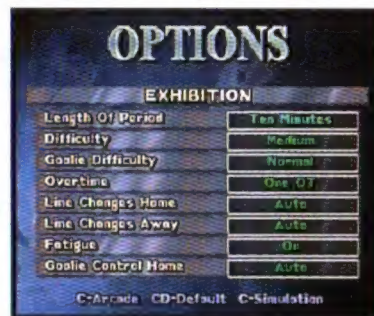 OPTIONS
EXHIBITION
Length Of Period Ten Minutes
Difficulty Medium
Goalie Difficulty Normal
Overtime One OT
Line Changes Home Auto
Line Changes Away Auto
Fatigue On
Goalie Control Home Auto
C-Arcade CD-Default C-Simulation